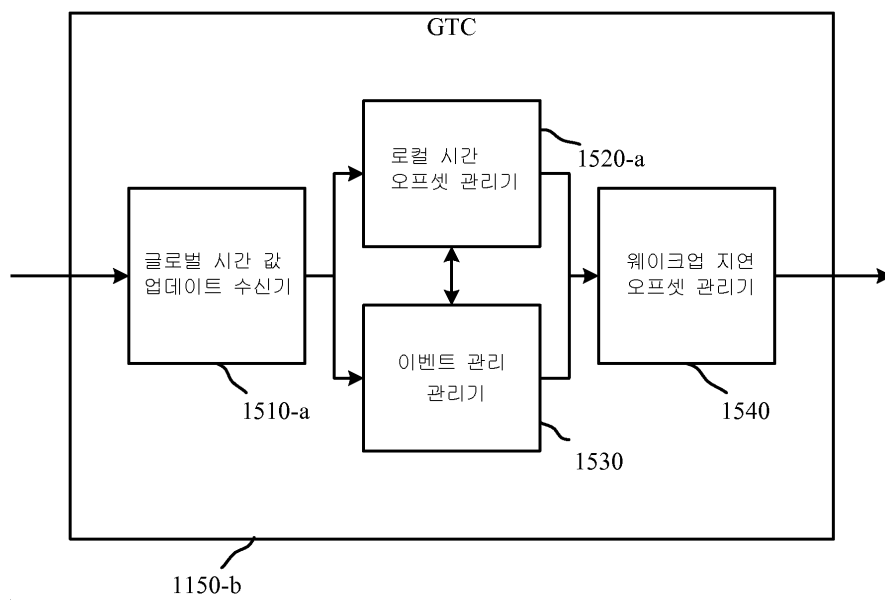 GTC
로컬 시간
오프셋 관리기
1520-a
글로벌 시간 값
업데이트 수신기
1510-a
이벤트 관리
관리기
1530
웨이크업 지연
오프셋 관리기
1540
1150-b